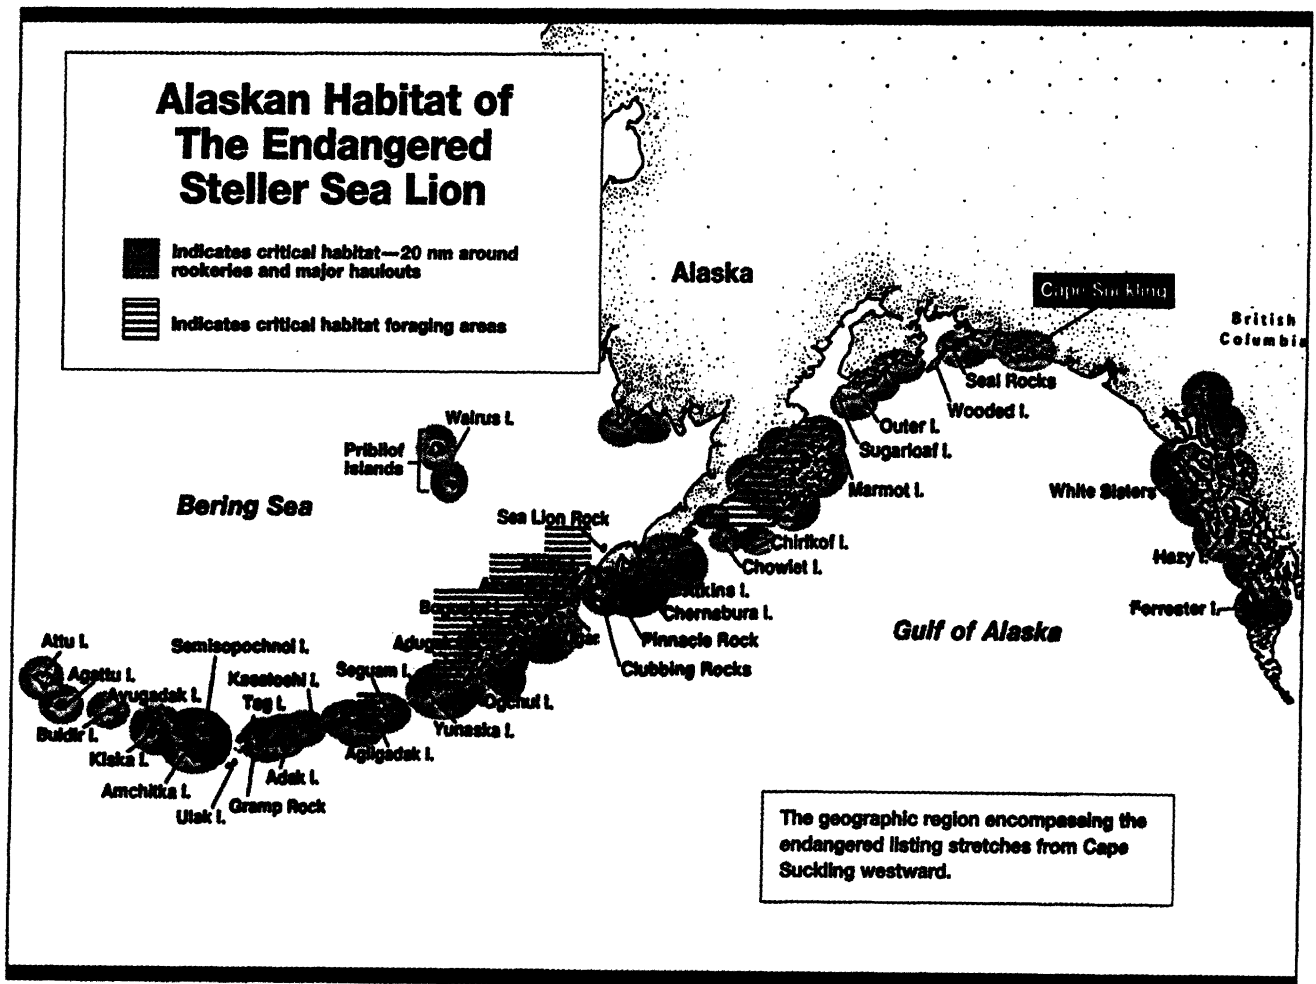 Alaskan Habitat of
The Endangered
Steller Sea Lion
Indicates critical habitat—20 nm around
rookeries and major haulouts
Indicates critical habitat foraging areas
Alaska
Cape Suckling
British
Columbia
Seal Rocks
Wooded I.
Outer I.
Sugarloaf I.
Marmot I.
White Sisters
Walrus I.
Pribilof
Islands
Bering Sea
Sea Lion Rock
Chirikof I.
Chowiet I.
Hazy I.
Atkins I.
Chernabura I.
Forrester I.
Pinnacle Rock
Gulf of Alaska
Clubbing Rocks
Attu I.
Semisopochnoi I.
Agattu I.
Kasatochi I.
Seguam I.
Ayugadak I.
Tag I.
Ogchul I.
Buldir I.
Yunaska I.
Kiska I.
Agligadak I.
Adak I.
Amchitka I.
Gramp Rock
Ulak I.
The geographic region encompassing the
endangered listing stretches from Cape
Suckling westward.